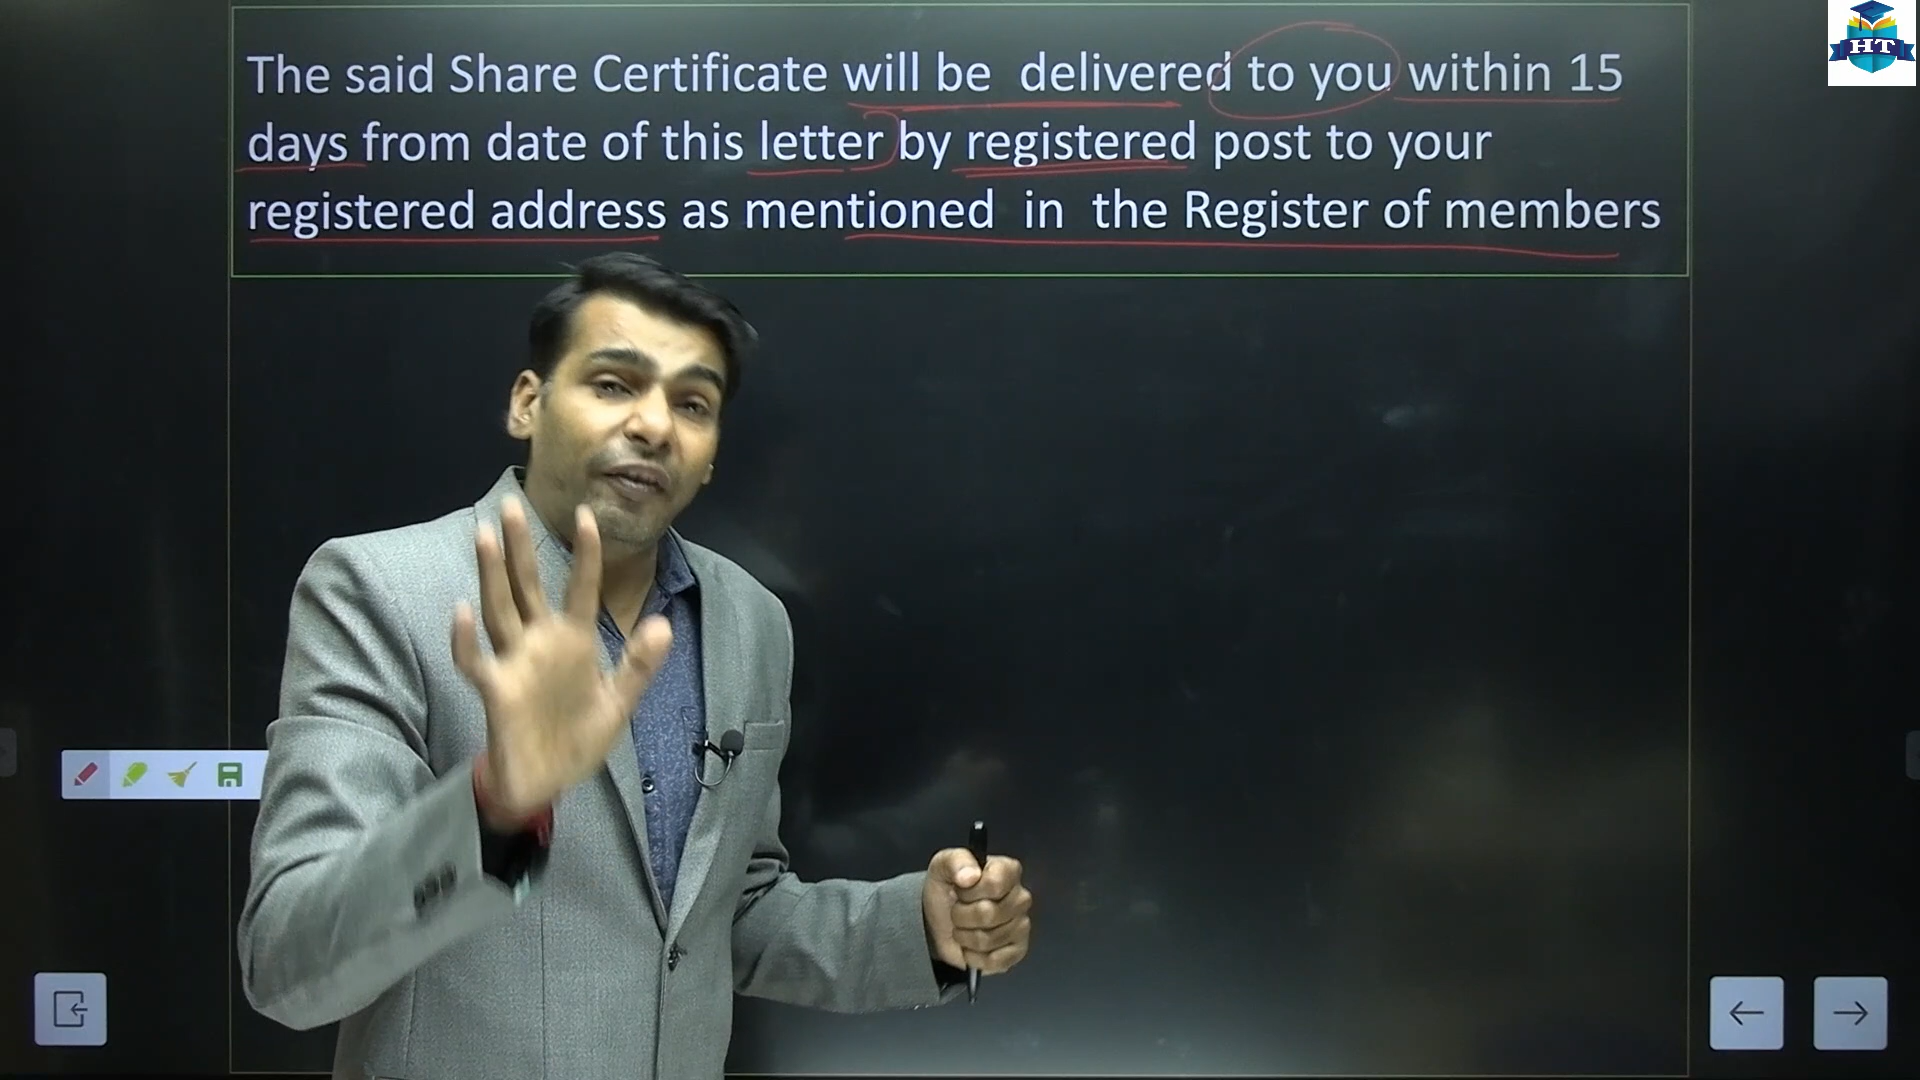 HT
The said Share Certificate will be delivered to you within 15
days from date of this letter by registered post to your
registered address as mentioned in the Register of members